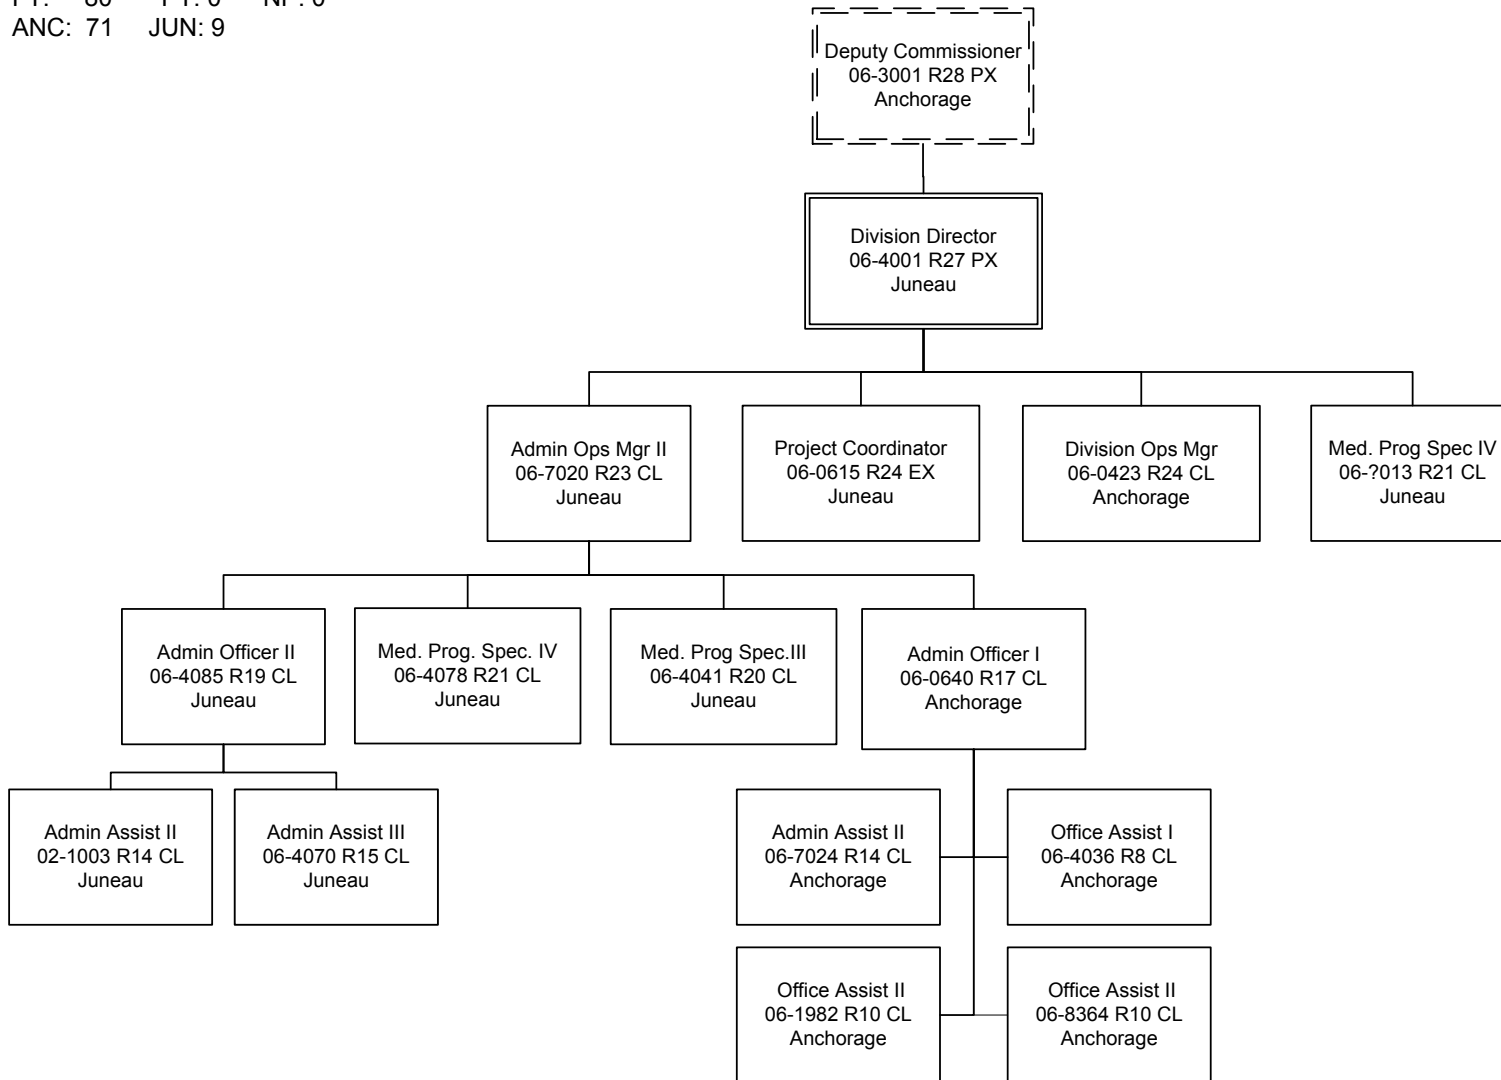 ANC: 71 JUN: 9
Deputy Commissioner
06-3001 R28 PX
Anchorage
Division Director
06-4001 R27 PX
Juneau
Admin Ops Mgr II
06-7020 R23 CL
Juneau
Project Coordinator
06-0615 R24 EX
Juneau
Division Ops Mgr
06-0423 R24 CL
Anchorage
Med. Prog Spec IV
06-?013 R21 CL
Juneau
Admin Officer II
06-4085 R19 CL
Juneau
Med. Prog. Spec. IV
06-4078 R21 CL
Juneau
Med. Prog Spec.III
06-4041 R20 CL
Juneau
Admin Officer I
06-0640 R17 CL
Anchorage
Admin Assist II
02-1003 R14 CL
Juneau
Admin Assist III
06-4070 R15 CL
Juneau
Admin Assist II
06-7024 R14 CL
Anchorage
Office Assist I
06-4036 R8 CL
Anchorage
Office Assist II
06-1982 R10 CL
Anchorage
Office Assist II
06-8364 R10 CL
Anchorage